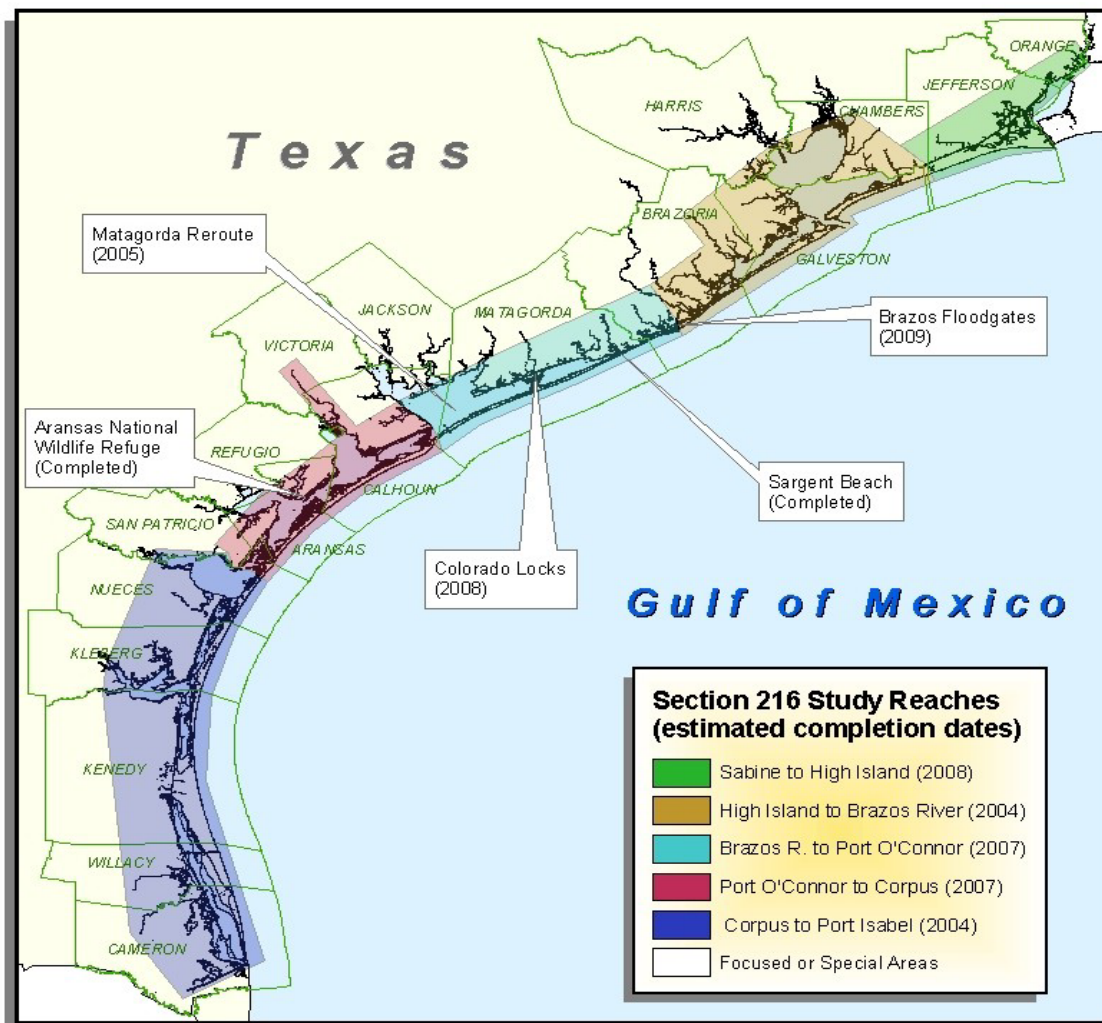 ORANGE
JEFFERSON
HARRIS
CHAMBERS
Texas
BRAZORIA
Matagorda Reroute
(2005)
GALVESTON
JACKSON
MATAGORDA
Brazos Floodgates
(2009)
VICTORIA
Aransas National
Wildlife Refuge
(Completed)
REFUGIO
Sargent Beach
(Completed)
CALHOUN
SAN PATRICIO
ARANSAS
Colorado Locks
(2008)
NUECES
Gulf of Mexico
KLEBERG
KENEDY
WILLACY
CAMERON
Section 216 Study Reaches
(estimated completion dates)
Sabine to High Island (2008)
High Island to Brazos River (2004)
Brazos R. to Port O'Connor (2007)
Port O'Connor to Corpus (2007)
Corpus to Port Isabel (2004)
Focused or Special Areas